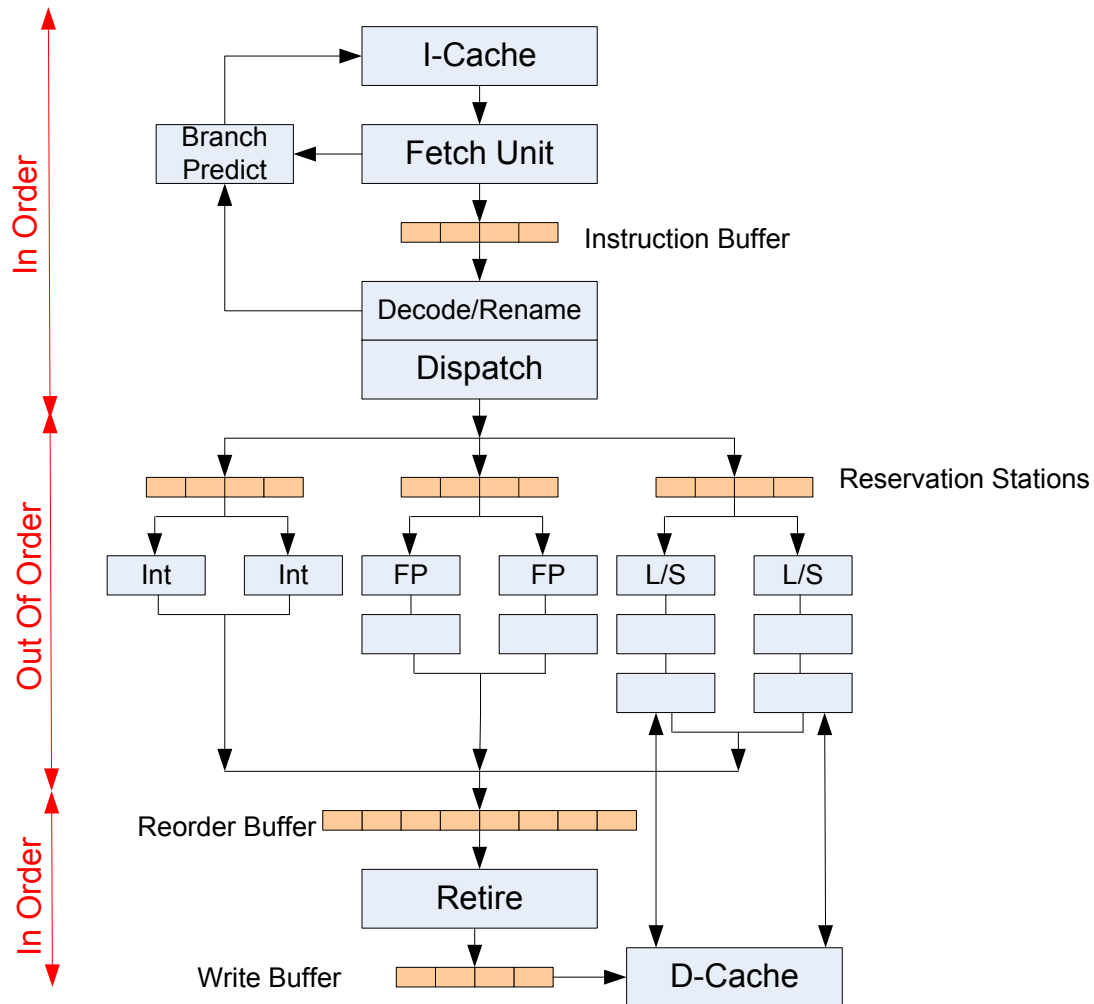 I-Cache
Branch
Predict
Fetch Unit
In Order
Instruction Buffer
Decode/Rename
Dispatch
Reservation Stations
Out Of Order
Int
Int
FP
FP
L/S
L/S
Reorder Buffer
In Order
Retire
Write Buffer
D-Cache